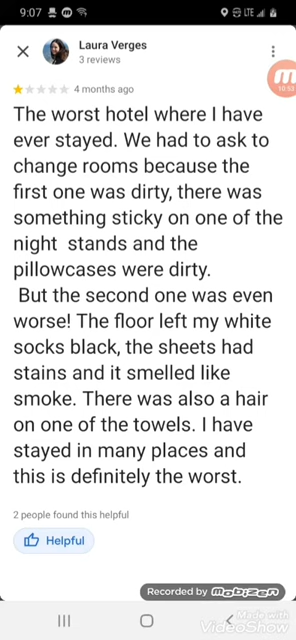 9:07 LTE
Laura Verges
3 reviews
4 months ago
10:53
The worst hotel where I have
ever stayed. We had to ask to
change rooms because the
first one was dirty, there was
something sticky on one of the
night stands and the
pillowcases were dirty.
But the second one was even
worse! The floor left my white
socks black, the sheets had
stains and it smelled like
smoke. There was also a hair
on one of the towels. I have
stayed in many places and
this is definitely the worst.
2 people found this helpful
Helpful
Recorded by mobizen
Made with
VideoShow